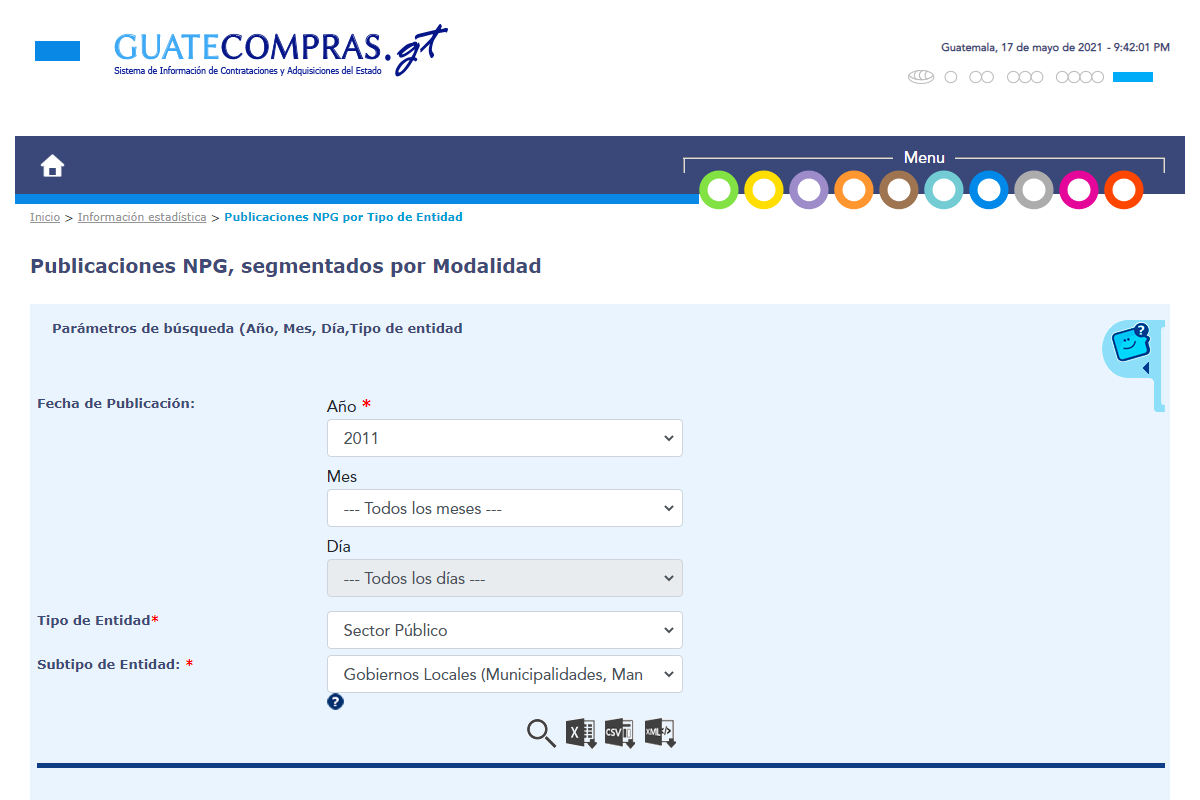 GUATECOMPRAS.gt
Sistema de Información de Contrataciones y Adquisiciones del Estado
Guatemala, 17 de mayo de 2021 - 9:42:01 PM
Menu
Inicio > Información estadística > Publicaciones NPG por Tipo de Entidad
Publicaciones NPG, segmentados por Modalidad
Parámetros de búsqueda (Año, Mes, Día,Tipo de entidad
?
Fecha de Publicación:
Año *
2011
Mes
--- Todos los meses ---
Día
--- Todos los días ---
Tipo de Entidad*
Sector Público
Subtipo de Entidad: *
Gobiernos Locales (Municipalidades, Man
?
X CSV XML